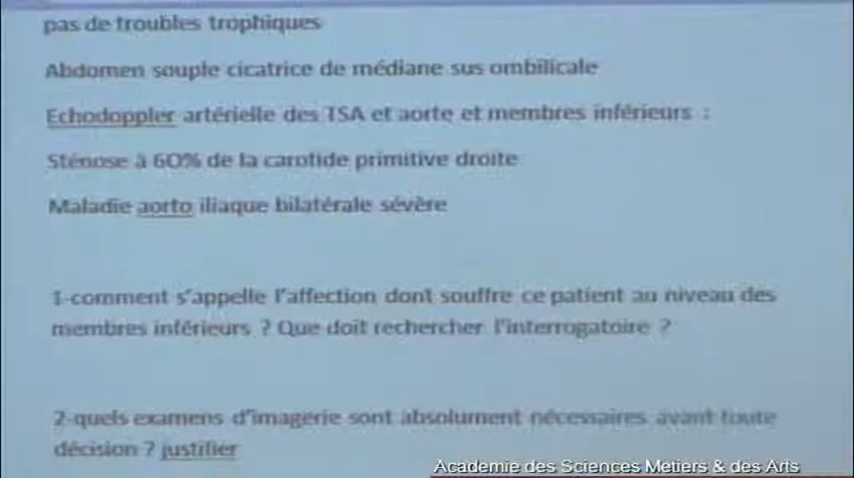 pas de troubles trophiques
Abdomen souple cicatrice de médiane sus ombilicale
Echodoppler artérielle des TSA et aorte et membres inférieurs :
Sténose à 60% de la carotide primitive droite
Maladie aorto iliaque bilatérale sévère
1-comment s'appelle l'affection dont souffre ce patient au niveau des
membres inférieurs ? Que doit rechercher l'interrogatoire ?
2-quels examens d'imagerie sont absolument nécessaires avant toute
décision ? justifier
Academie des Sciences Metiers & des Arts